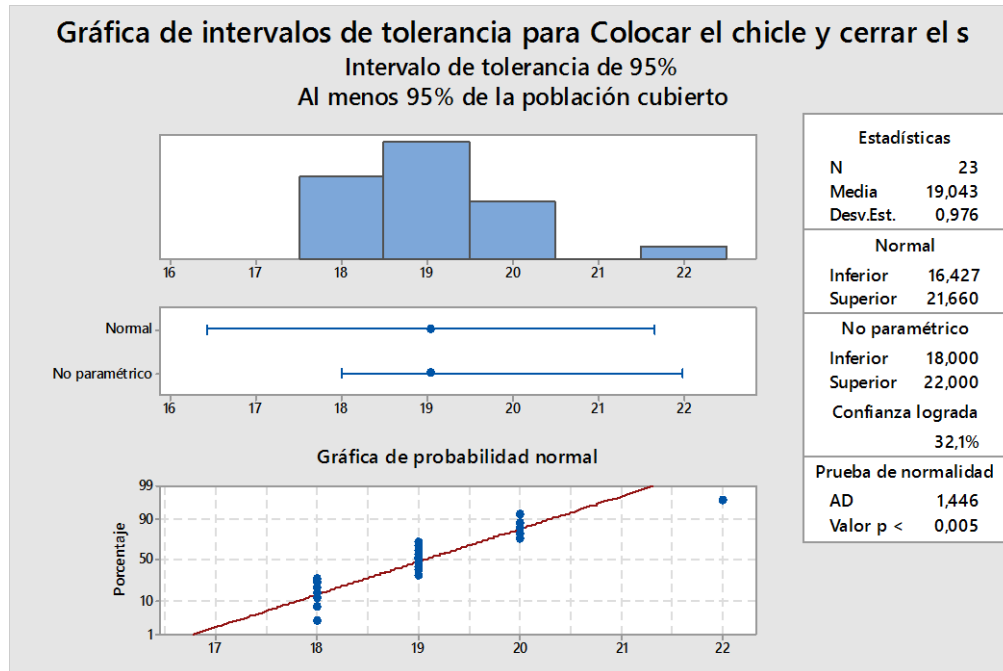 Gráfica de intervalos de tolerancia para Colocar el chicle y cerrar el s
Intervalo de tolerancia de 95%
Al menos 95% de la población cubierto
16 17 18 19 20 21 22
Normal
No paramétrico
16 17 18 19 20 21 22
Gráfica de probabilidad normal
Porcentaje
99
90
50
10
1
17 18 19 20 21 22
Estadísticas
N 23
Media 19,043
Desv.Est. 0,976
Normal
Inferior 16,427
Superior 21,660
No paramétrico
Inferior 18,000
Superior 22,000
Confianza lograda
32,1%
Prueba de normalidad
AD 1,446
Valor p < 0,005